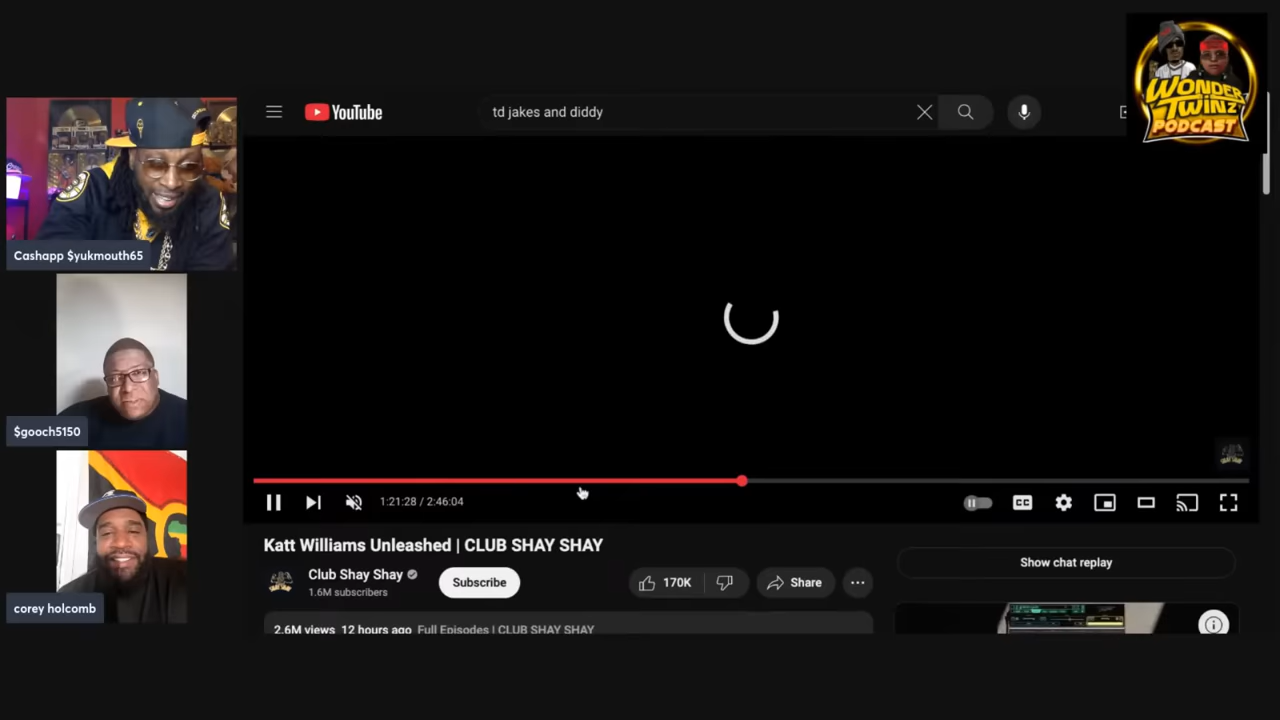 WONDER
TWINZ
PODCAST
YouTube
td jakes and diddy
Cashapp $yukmouth65
$gooch5150
corey holcomb
1:21:28 / 2:46:04
CC
Katt Williams Unleashed | CLUB SHAY SHAY
Club Shay Shay
1.6M subscribers
Subscribe
170K
Share
Show chat replay
2.6M views 12 hours ago Full Episodes | CLUB SHAY SHAY